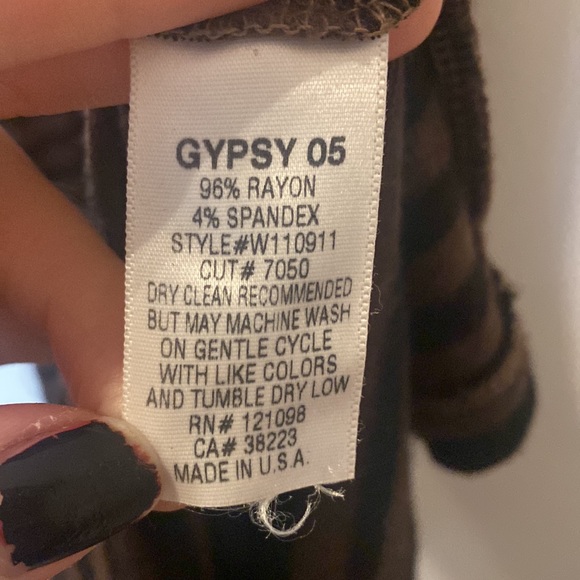 GYPSY 05
96% RAYON
4% SPANDEX
STYLE#W110911
CUT# 7050
DRY CLEAN RECOMMENDED
BUT MAY MACHINE WASH
ON GENTLE CYCLE
WITH LIKE COLORS
AND TUMBLE DRY LOW
RN# 121098
CA# 38223
MADE IN U.S.A.